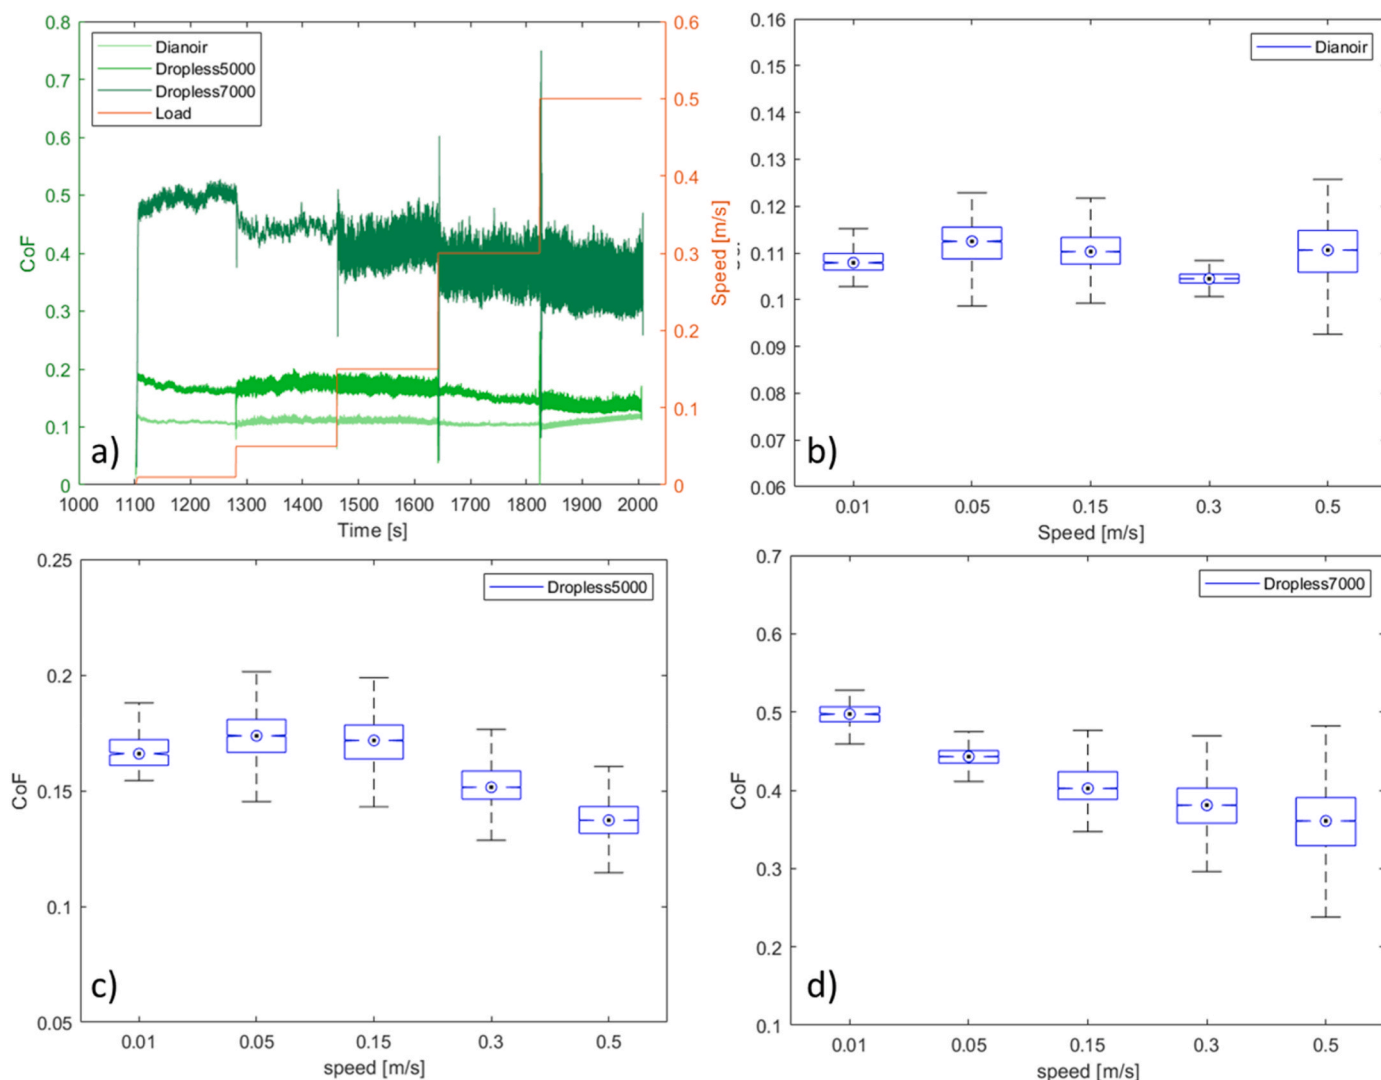 0.8
0.7
0.6
0.5
0.4
0.3
0.2
0.1
0
CoF
Dianoir
Dropless5000
Dropless7000
Load
0.6
0.5
0.4
0.3
0.2
0.1
0
Speed [m/s]
a)
1000 1100 1200 1300 1400 1500 1600 1700 1800 1900 2000
Time [s]
0.16
0.15
0.14
0.13
0.12
0.11
0.1
0.09
0.08
0.07
0.06
Dianoir
b)
0.01 0.05 0.15 0.3 0.5
Speed [m/s]
0.25
0.2
0.15
0.1
0.05
CoF
Dropless5000
c)
0.01 0.05 0.15 0.3 0.5
speed [m/s]
0.7
0.6
0.5
0.4
0.3
0.2
0.1
CoF
Dropless7000
d)
0.01 0.05 0.15 0.3 0.5
speed [m/s]